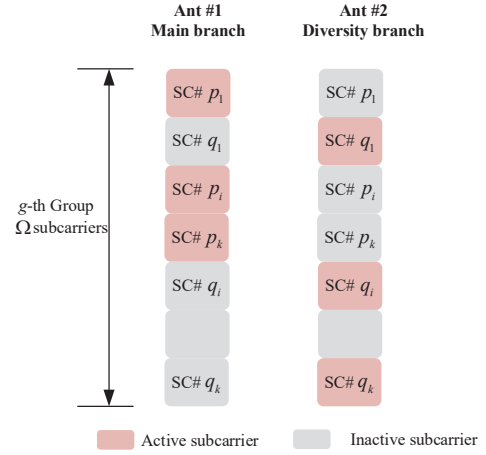 Ant #1
Main branch
Ant #2
Diversity branch
SC# p₁
SC# p₁
SC# q₁
SC# q₁
SC# pᵢ
SC# pᵢ
g-th Group
Ω subcarriers
SC# pₖ
SC# pₖ
SC# qᵢ
SC# qᵢ
SC# qₖ
SC# qₖ
Active subcarrier
Inactive subcarrier